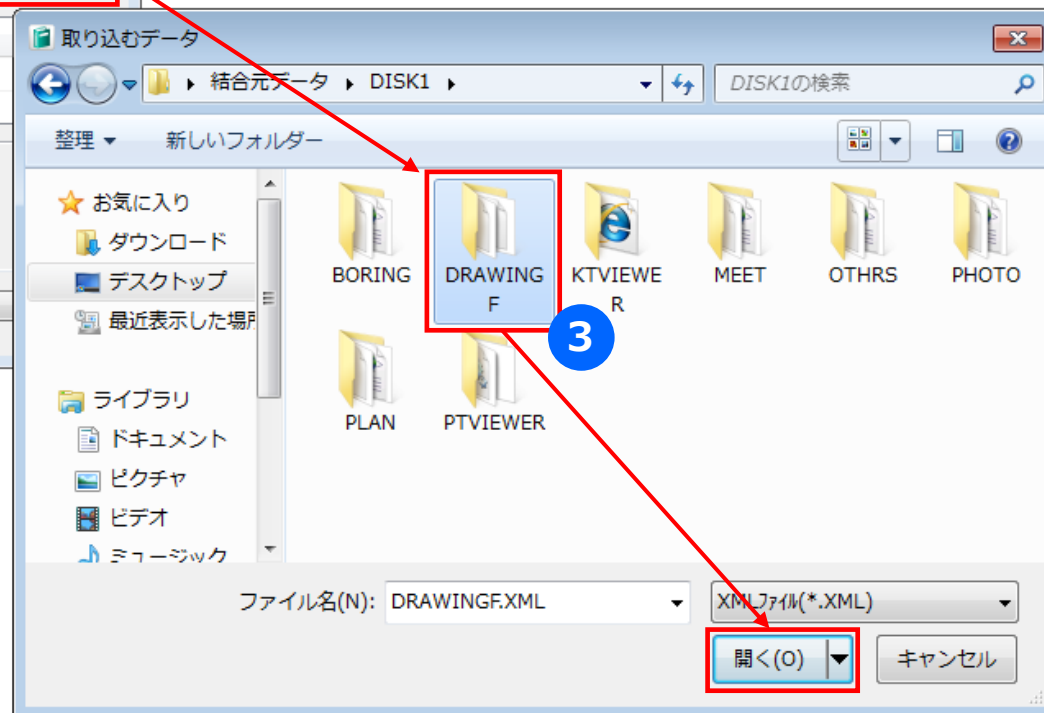 取り込むデータ
結合元データ DISK1
DISK1の検索
整理 新しいフォルダー
お気に入り
ダウンロード
デスクトップ
最近表示した場所
ライブラリ
ドキュメント
ピクチャ
ビデオ
ミュージック
BORING
DRAWING
F
KTVIEWE
R
MEET
OTHRS
PHOTO
3
PLAN
PTVIEWER
ファイル名(N): DRAWINGF.XML
XMLファイル(*.XML)
開く(O)
キャンセル